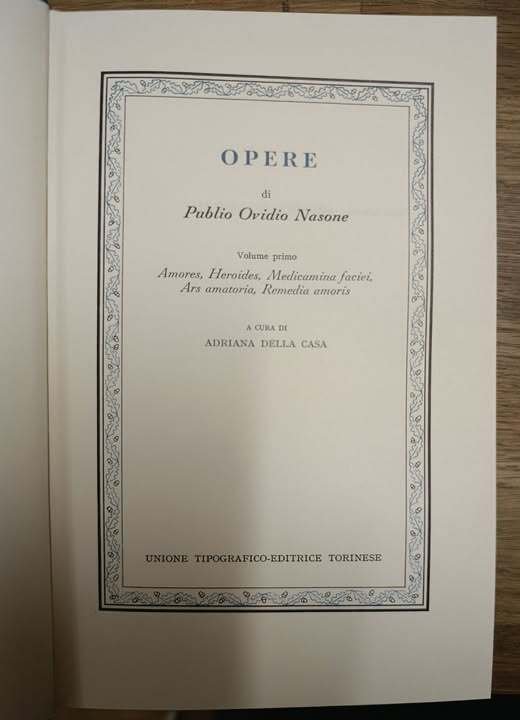 OPERE
di
Publio Ovidio Nasone
Volume primo
Amores, Heroides, Medicamina faciei,
Ars amatoria, Remedia amoris
A CURA DI
ADRIANA DELLA CASA
UNIONE TIPOGRAFICO-EDITRICE TORINESE